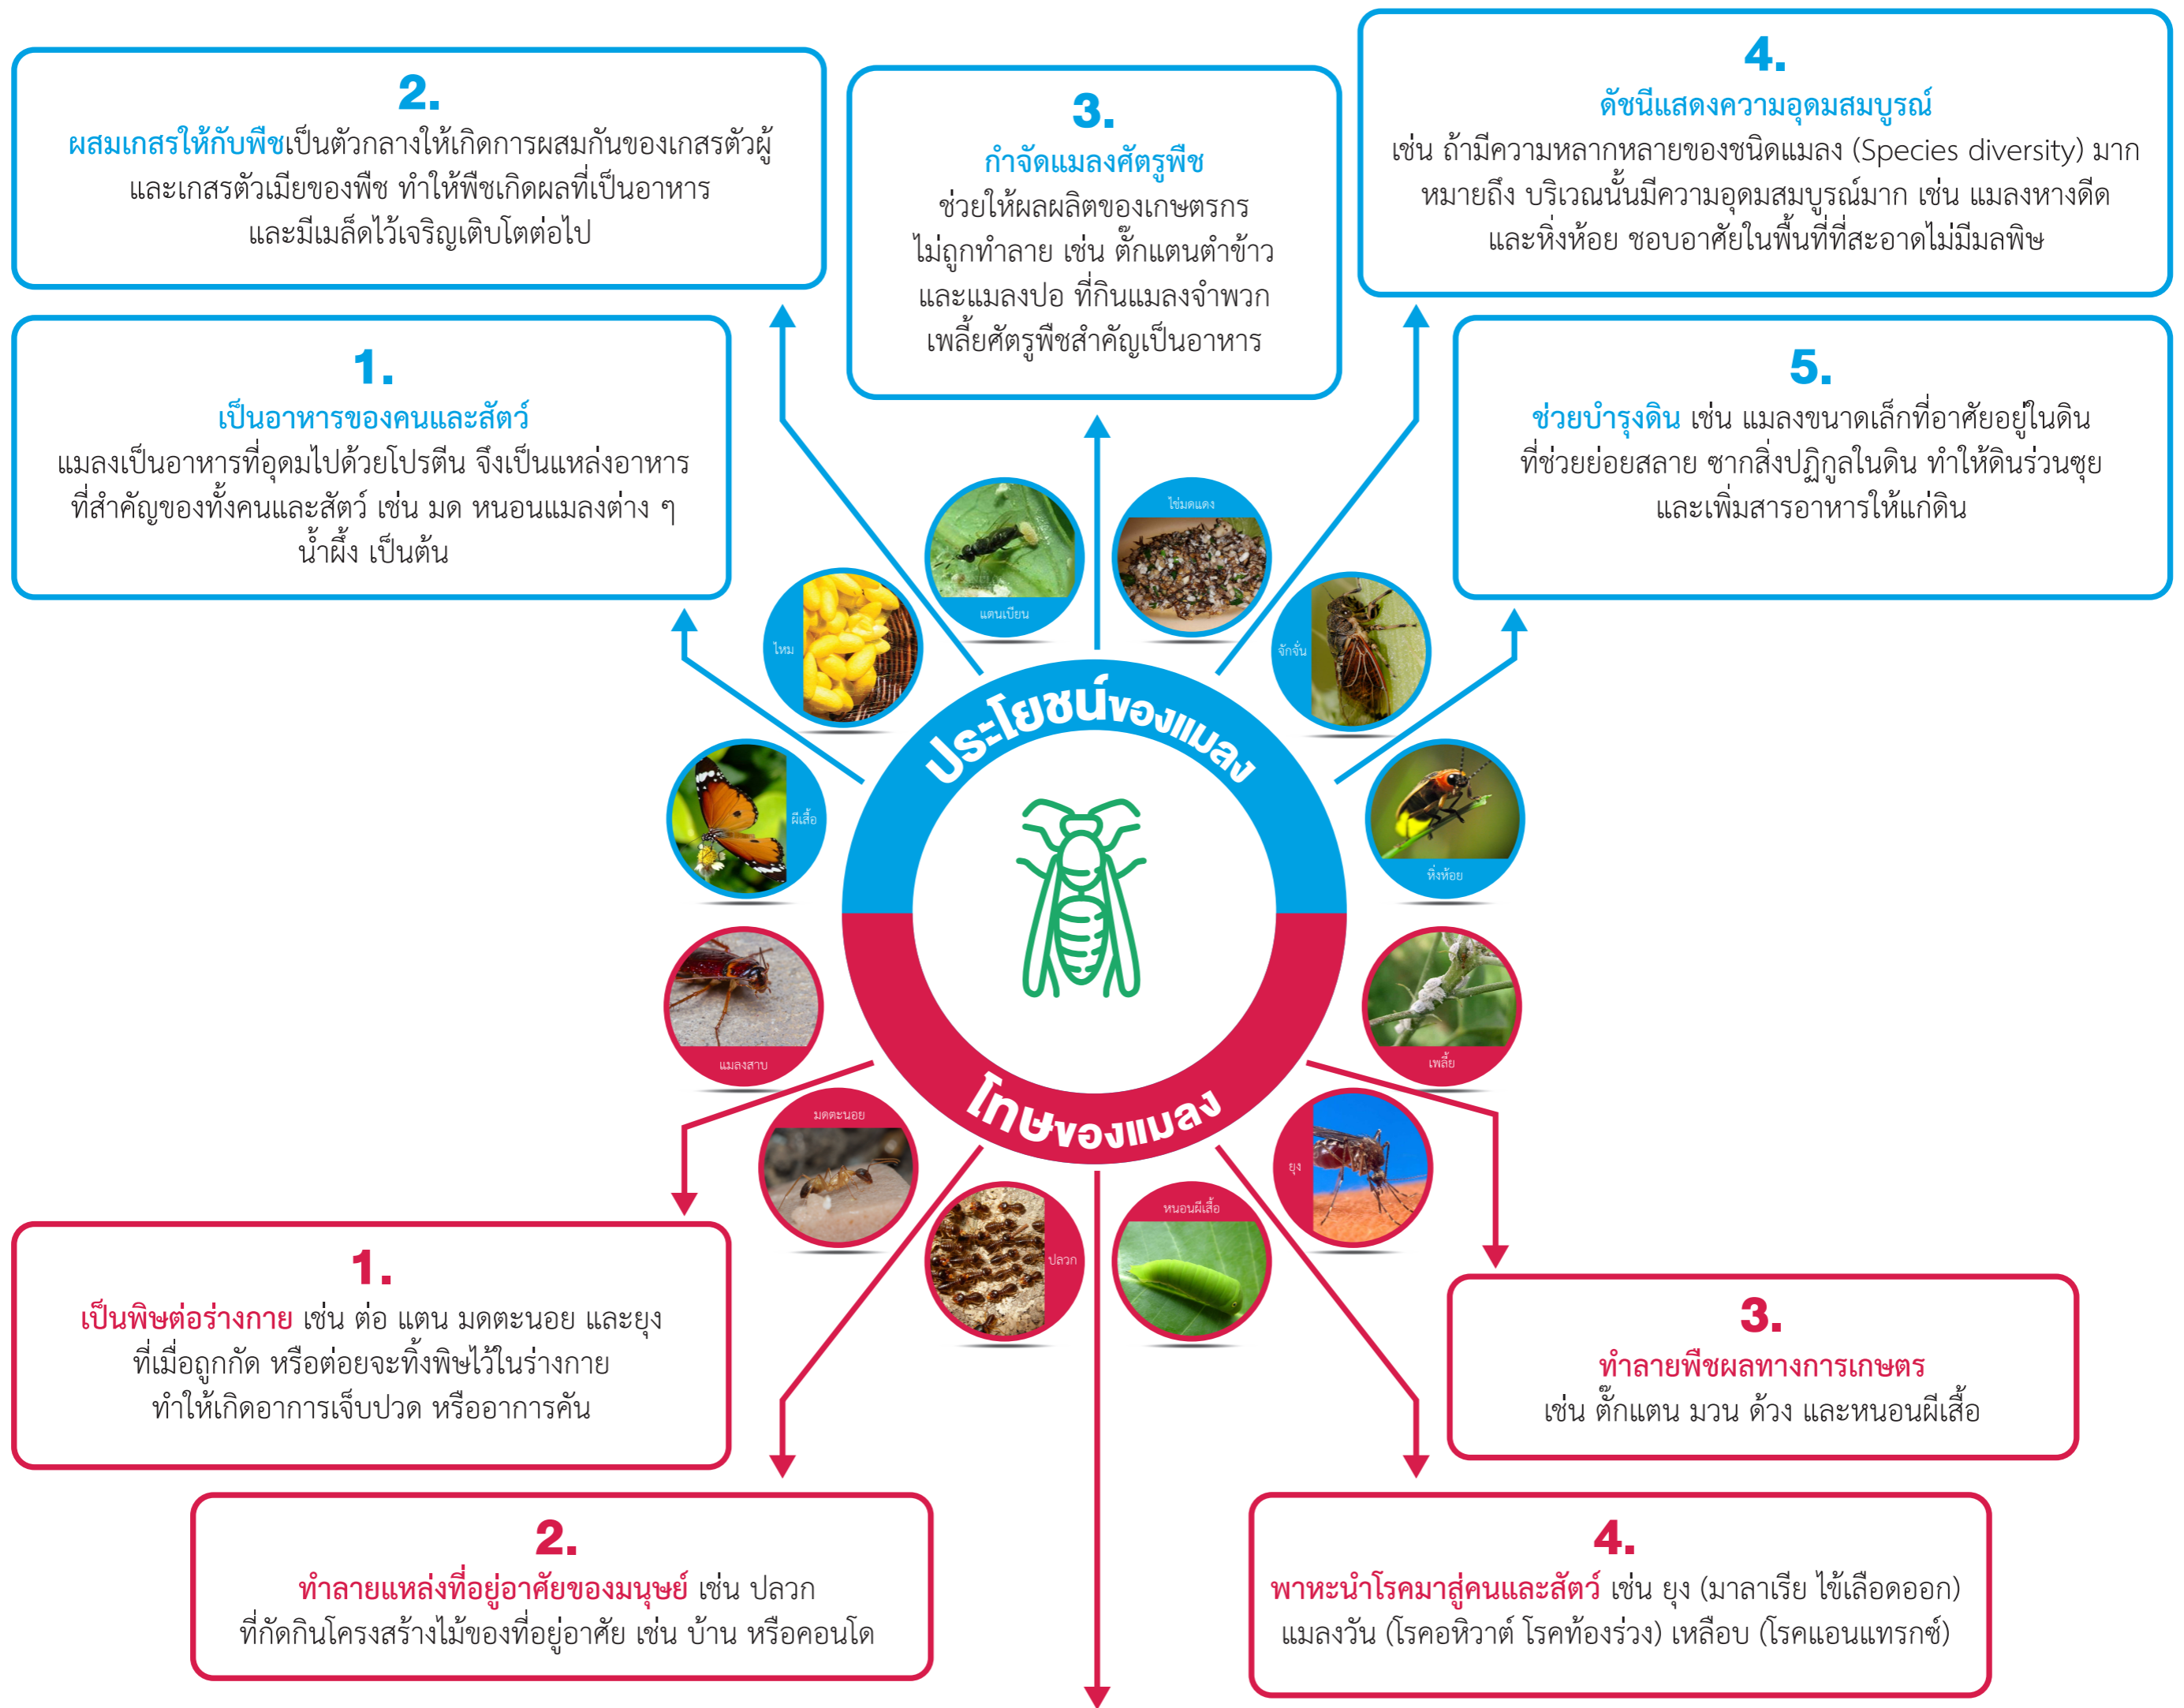 2.
ผสมเกสรให้กับพืชเป็นตัวกลางให้เกิดการผสมกันของเกสรตัวผู้
และเกสรตัวเมียของพืช ทำให้พืชเกิดผลที่เป็นอาหาร
และมีเมล็ดไว้เจริญเติบโตต่อไป
3.
กำจัดแมลงศัตรูพืช
ช่วยให้ผลผลิตของเกษตรกร
ไม่ถูกทำลาย เช่น ตั๊กแตนตำข้าว
และแมลงปอ ที่กินแมลงจำพวก
เพลี้ยศัตรูพืชสำคัญเป็นอาหาร
4.
ดัชนีแสดงความอุดมสมบูรณ์
เช่น ถ้ามีความหลากหลายของชนิดแมลง (Species diversity) มาก
หมายถึง บริเวณนั้นมีความอุดมสมบูรณ์มาก เช่น แมลงหางดีด
และหิ่งห้อย ชอบอาศัยในพื้นที่ที่สะอาดไม่มีมลพิษ
1.
เป็นอาหารของคนและสัตว์
แมลงเป็นอาหารที่อุดมไปด้วยโปรตีน จึงเป็นแหล่งอาหาร
ที่สำคัญของทั้งคนและสัตว์ เช่น มด หนอนแมลงต่าง ๆ
น้ำผึ้ง เป็นต้น
5.
ช่วยบำรุงดิน เช่น แมลงขนาดเล็กที่อาศัยอยู่ในดิน
ที่ช่วยย่อยสลาย ซากสิ่งปฏิกูลในดิน ทำให้ดินร่วนซุย
และเพิ่มสารอาหารให้แก่ดิน
ไข่มดแดง
แตนเบียน
ไหม
จักจั่น
ประโยชน์ของแมลง
ผีเสื้อ
หิ่งห้อย
แมลงสาบ
เพลี้ย
โทษของแมลง
มดตะนอย
ยุง
ปลวก
หนอนผีเสื้อ
1.
เป็นพิษต่อร่างกาย เช่น ต่อ แตน มดตะนอย และยุง
ที่เมื่อถูกกัด หรือต่อยจะทิ้งพิษไว้ในร่างกาย
ทำให้เกิดอาการเจ็บปวด หรืออาการคัน
3.
ทำลายพืชผลทางการเกษตร
เช่น ตั๊กแตน มวน ด้วง และหนอนผีเสื้อ
2.
ทำลายแหล่งที่อยู่อาศัยของมนุษย์ เช่น ปลวก
ที่กัดกินโครงสร้างไม้ของที่อยู่อาศัย เช่น บ้าน หรือคอนโด
4.
พาหะนำโรคมาสู่คนและสัตว์ เช่น ยุง (มาลาเรีย ไข้เลือดออก)
แมลงวัน (โรคอหิวาต์ โรคท้องร่วง) เหลือบ (โรคแอนแทรกซ์)